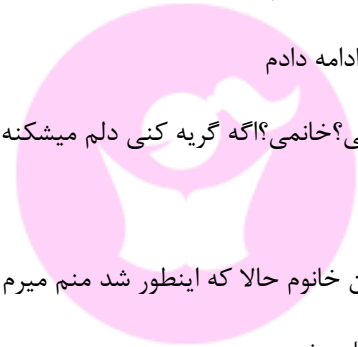 ادامه دادم
ی؟خانمی؟اگه گریه کنی دلم میشکنه
خانوم حالا که اینطور شد منم میرم